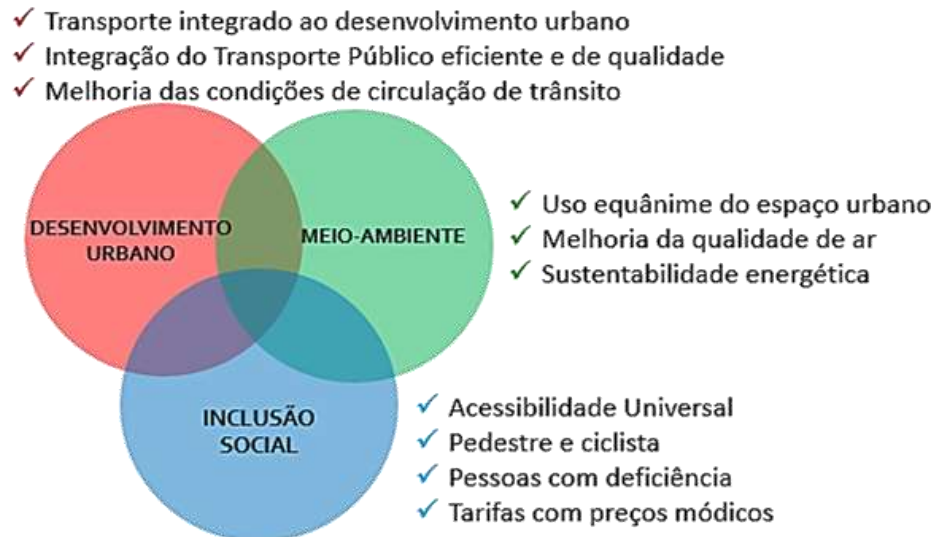 Transporte integrado ao desenvolvimento urbano
Integração do Transporte Público eficiente e de qualidade
Melhoria das condições de circulação de trânsito
DESENVOLVIMENTO
URBANO
MEIO-AMBIENTE
Uso equânime do espaço urbano
Melhoria da qualidade de ar
Sustentabilidade energética
INCLUSÃO
SOCIAL
Acessibilidade Universal
Pedestre e ciclista
Pessoas com deficiência
Tarifas com preços módicos